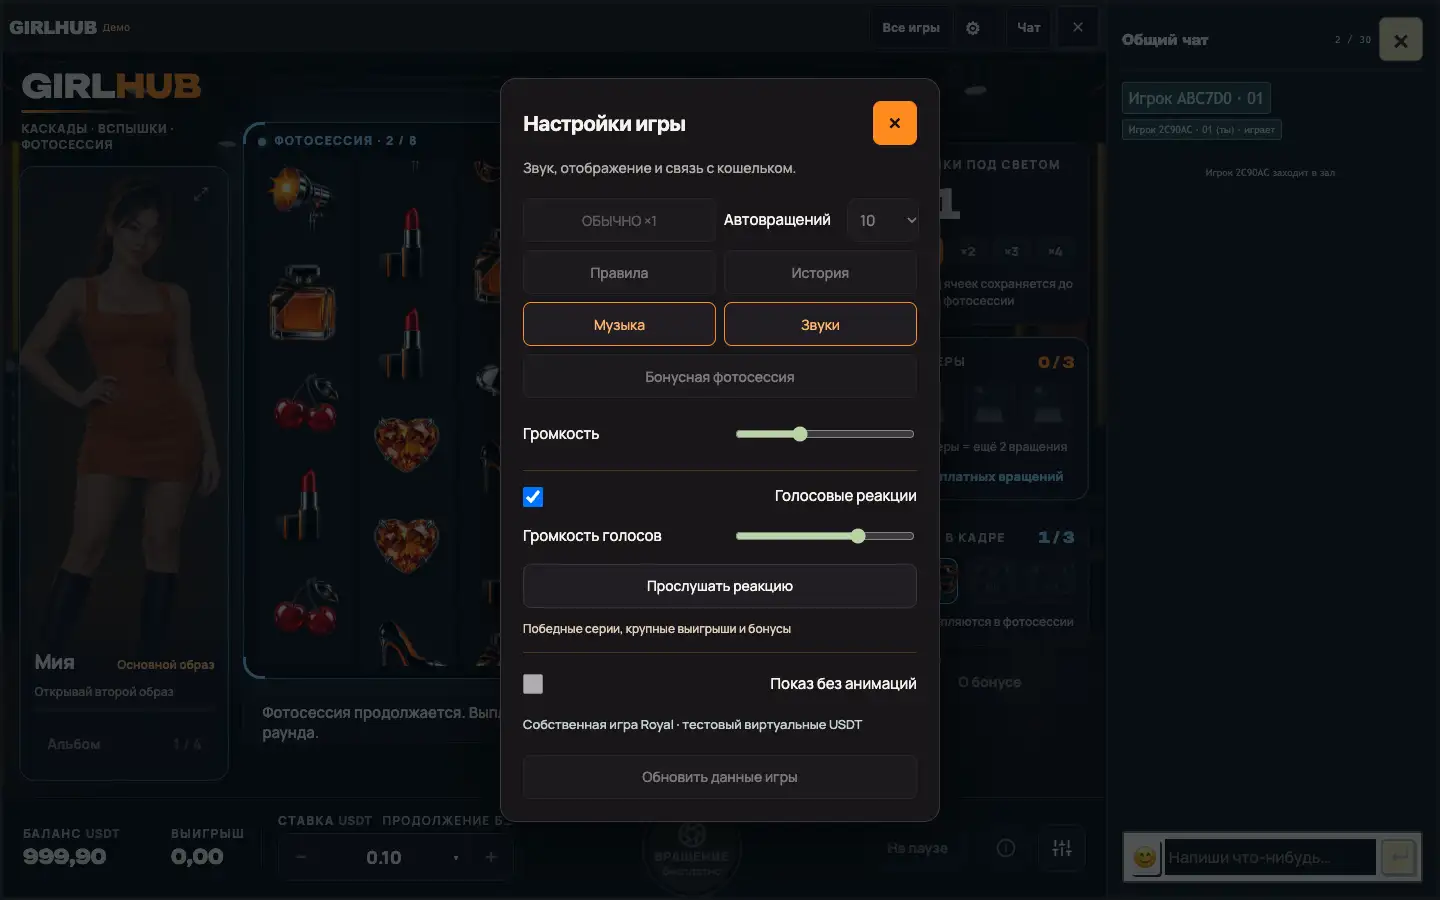 GIRLHUB Демо
Все игры
Чат
GIRLHUB
КАСКАДЫ · ВСПЫШКИ ·
ФОТОСЕССИЯ
ФОТОСЕССИЯ · 2 / 8
Мия
Основной образ
Открывай второй образ
Альбом
1 / 4
Фотосессия продолжается.
раунда.
Настройки игры
×
Звук, отображение и связь с кошельком.
ОБЫЧНО ×1
Автовращений
10
Правила
История
Музыка
Звуки
Бонусная фотосессия
Громкость
Голосовые реакции
Громкость голосов
Прослушать реакцию
Победные серии, крупные выигрыши и бонусы
Показ без анимаций
Собственная игра Royal · тестовый виртуальные USDT
Обновить данные игры
ПОД СВЕТОМ
×2
×3
×4
ячеек сохраняется до
фотосессии
0/3
= ещё 2 вращения
вращений
В КАДРЕ
1/3
в фотосессии
О бонусе
БАЛАНС USDT
999,90
ВЫИГРЫШ
0,00
СТАВКА USDT
ПРОДОЛЖЕНИЕ
−
0.10
+
ВРАЩЕНИЕ
На паузе
Общий чат
2 / 30
×
Игрок ABC7D0 · 01
Игрок 2C90AC · 01 (ты) · играет
Игрок 2C90AC заходит в зал
Напиши что-нибудь...